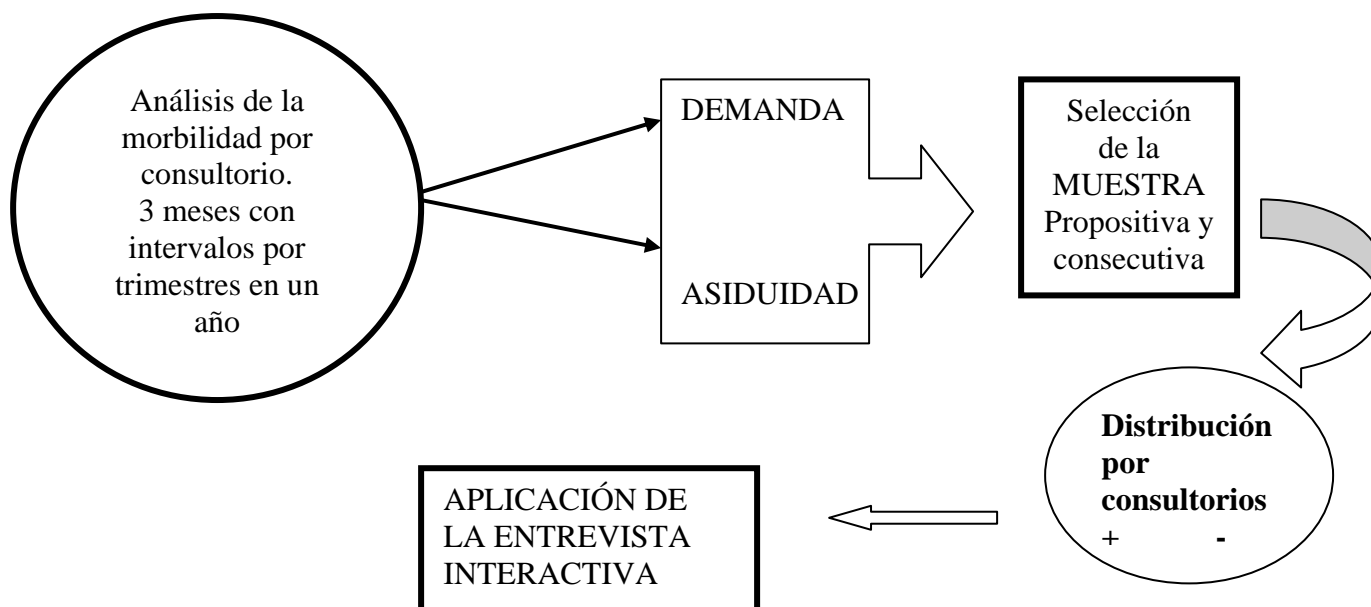 Análisis de la
morbilidad por
consultorio.
3 meses con
intervalos por
trimestres en un
año
DEMANDA
ASIDUIDAD
Selección
de la
MUESTRA
Propositiva y
consecutiva
Distribución
por
consultorios
+ -
APLICACIÓN DE
LA ENTREVISTA
INTERACTIVA